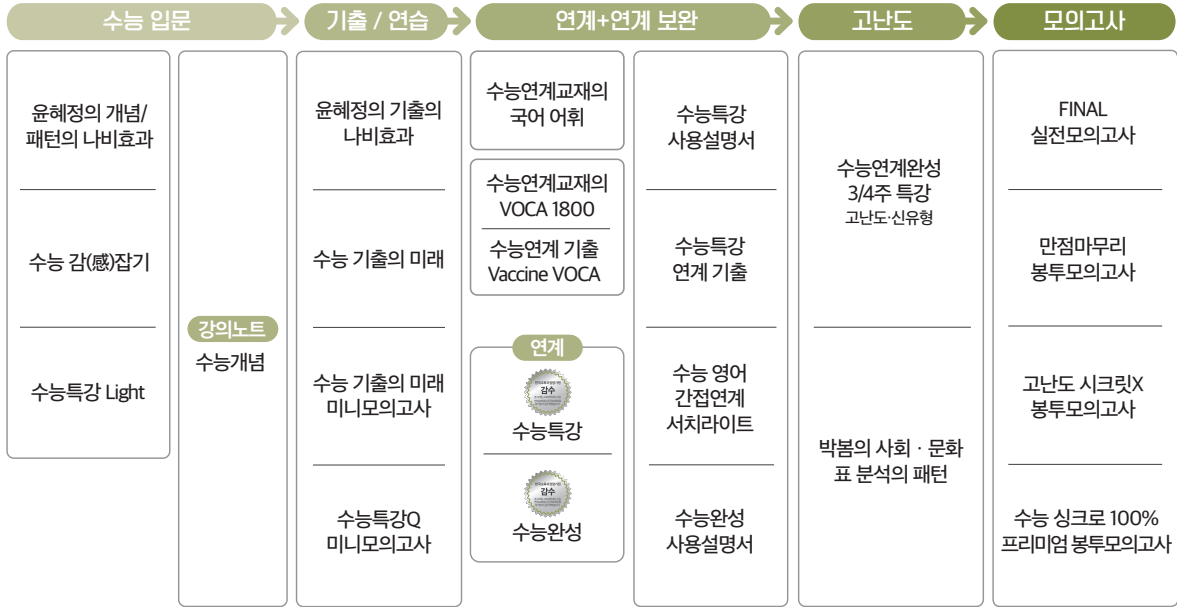 수능 입문
기출 / 연습
연계+연계 보완
고난도
모의고사
윤혜정의 개념/
패턴의 나비효과
수능 감(感)잡기
수능특강 Light
강의노트
수능개념
윤혜정의 기출의
나비효과
수능 기출의 미래
수능 기출의 미래
미니모의고사
수능특강Q
미니모의고사
수능연계교재의
국어 어휘
수능연계교재의
VOCA 1800
수능연계 기출
Vaccine VOCA
연계
감수
수능특강
감수
수능완성
수능특강
사용설명서
수능특강
연계 기출
수능 영어
간접연계
서치라이트
수능완성
사용설명서
수능연계완성
3/4주 특강
고난도·신유형
박봄의 사회 · 문화
표 분석의 패턴
FINAL
실전모의고사
만점마무리
봉투모의고사
고난도 시크릿X
봉투모의고사
수능 싱크로 100%
프리미엄 봉투모의고사